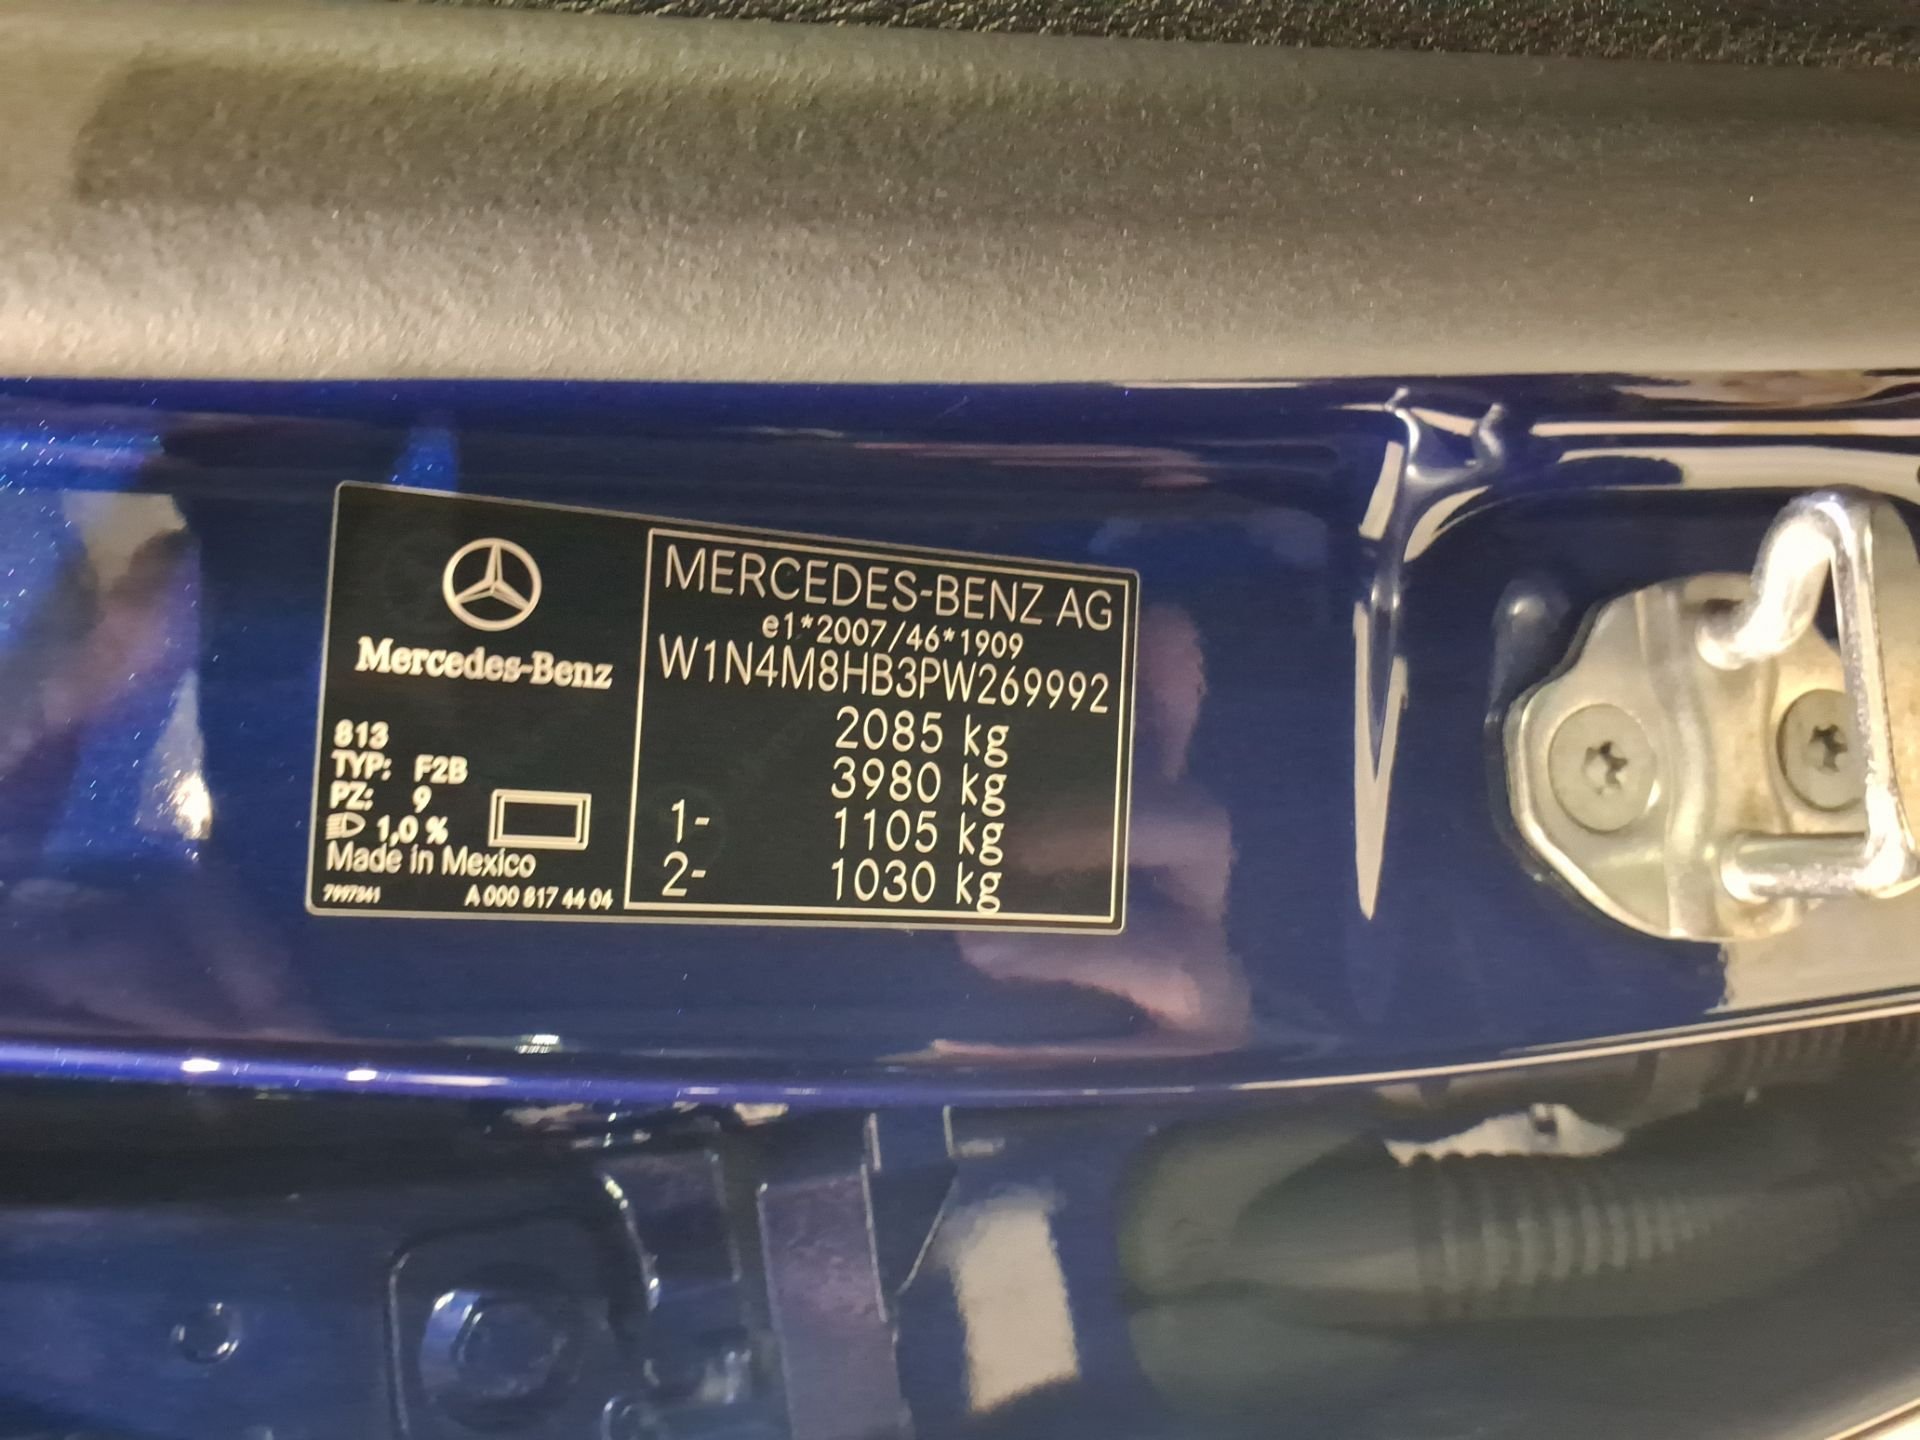 Mercedes-Benz
813
TYP: F2B
PZ: 9
1,0 %
Made in Mexico
7997841 A 000 817 44 04
MERCEDES-BENZ AG
e1*2007/46*1909
W1N4M8HB3PW269992
2085 kg
3980 kg
1- 1105 kg
2- 1030 kg